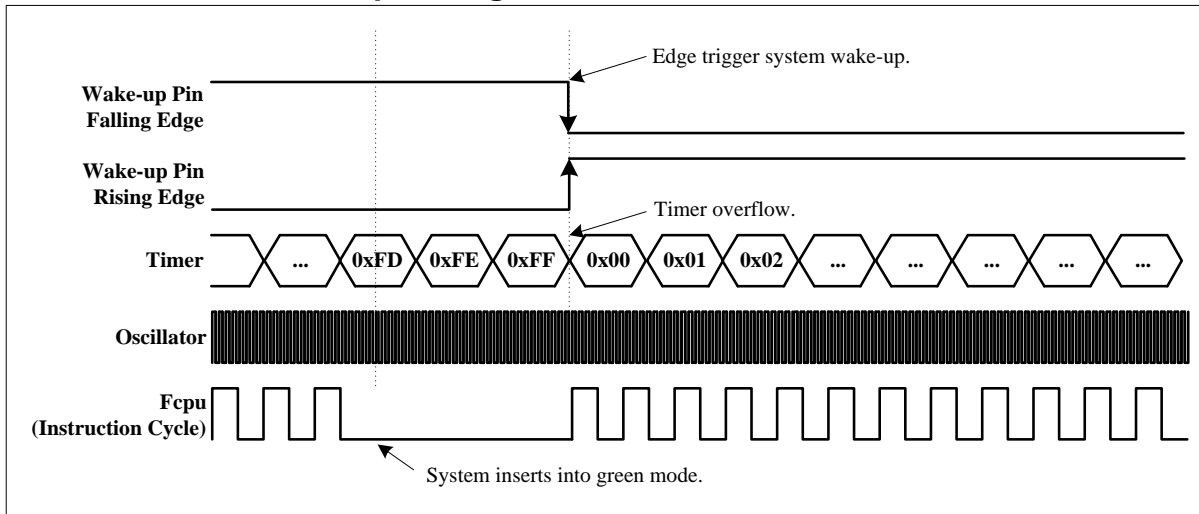 Edge trigger system wake-up.
Wake-up Pin
Falling Edge
Wake-up Pin
Rising Edge
Timer overflow.
Timer ... 0xFD 0xFE 0xFF 0x00 0x01 0x02 ... ... ... ... ...
Oscillator
Fcpu
(Instruction Cycle)
System inserts into green mode.